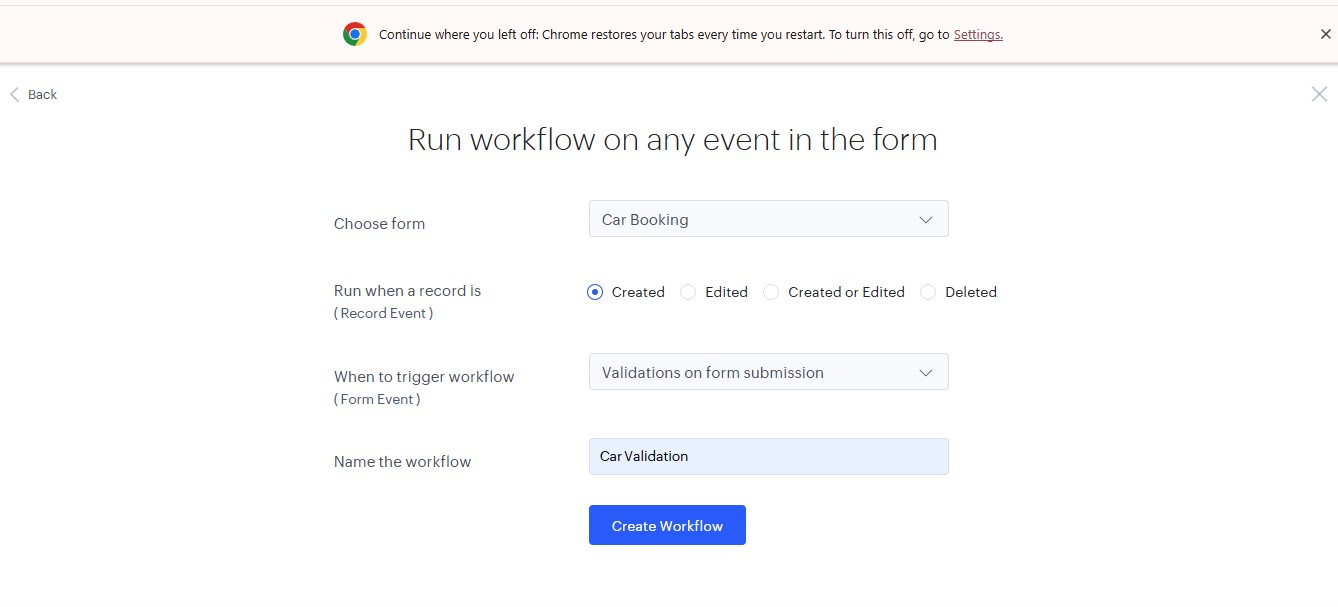 Continue where you left off: Chrome restores your tabs every time you restart. To turn this off, go to Settings.
Back
Run workflow on any event in the form
Choose form
Car Booking
Run when a record is
( Record Event )
Created Edited Created or Edited Deleted
When to trigger workflow
( Form Event )
Validations on form submission
Name the workflow
Car Validation
Create Workflow